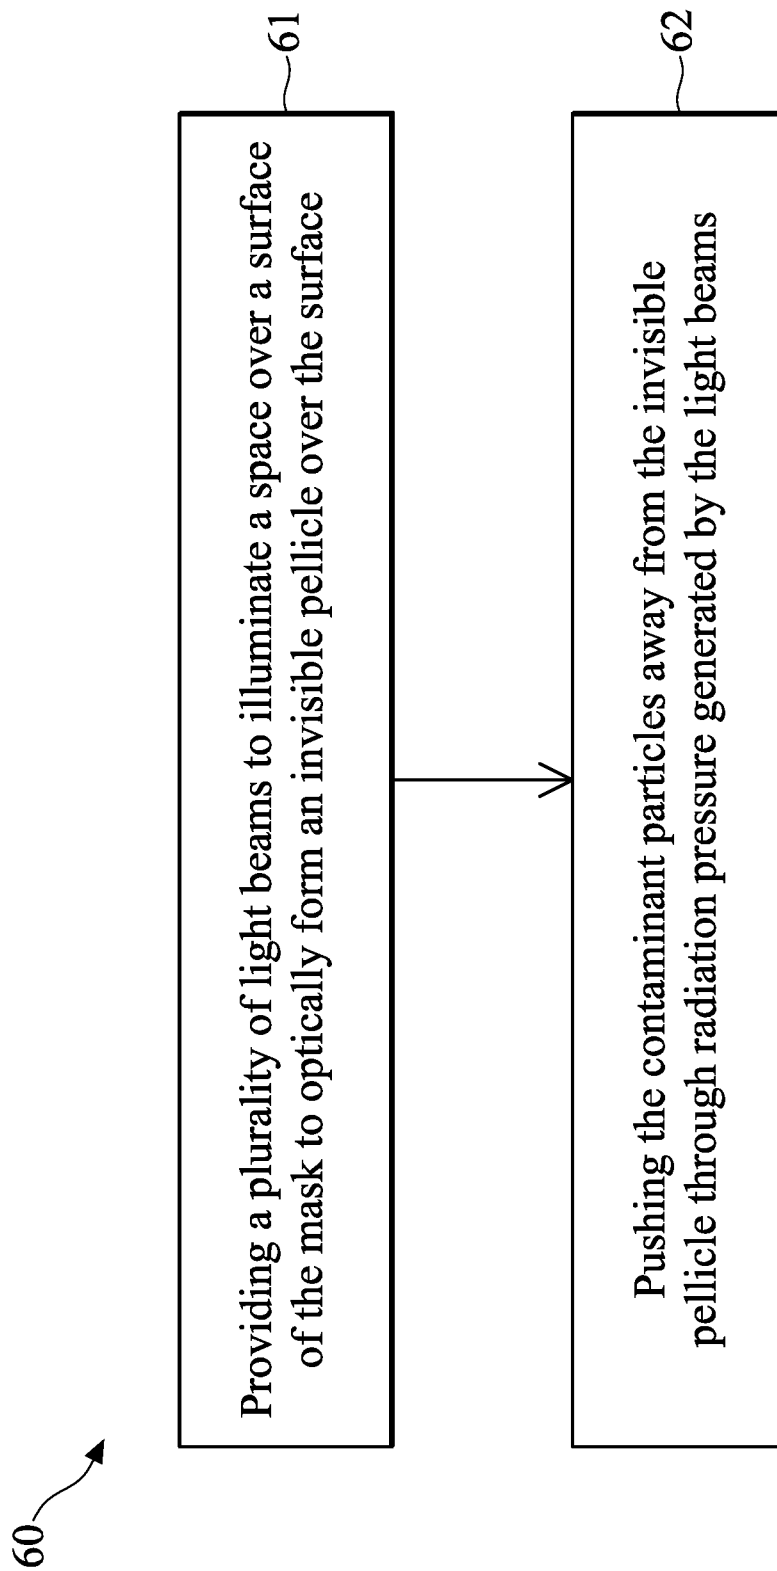 60
61
Providing a plurality of light beams to illuminate a space over a surface
of the mask to optically form an invisible pellicle over the surface
62
Pushing the contaminant particles away from the invisible
pellicle through radiation pressure generated by the light beams